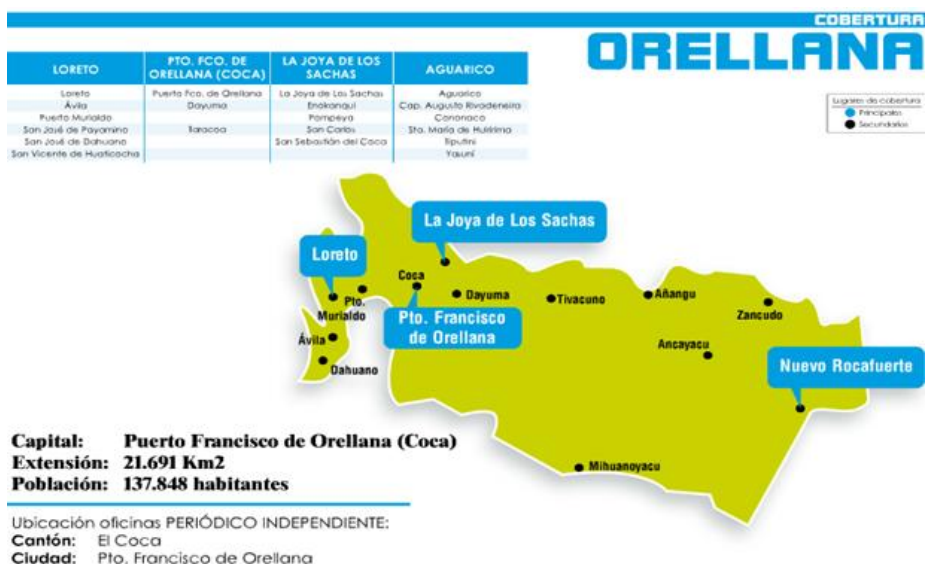 COBERTURA
ORELLANA
LORETO
PTO. FCO. DE ORELLANA (COCA)
LA JOYA DE LOS SACHAS
AGUARICO
Loreto
Ávila
Puerto Murialdo
San José de Payamino
San José de Dahuano
San Vicente de Huaticocha
Puerto Fco. de Orellana
Dayuma
Taracoa
La Joya de Los Sachas
Enokanqui
Pompeya
San Carlos
San Sebastián del Coca
Aguarico
Cap. Augusto Rivadeneira
Cononaco
Sta. María de Huiririma
Tiputini
Yasuní
Lugares de cobertura
Principales
Secundarios
La Joya de Los Sachas
Loreto
Coca
Pto.
Murialdo
Dayuma
Tivacuno
Añangu
Zancudo
Pto. Francisco
de Orellana
Ávila
Dahuano
Ancayacu
Nuevo Rocafuerte
Mihuanoyacu
Capital: Puerto Francisco de Orellana (Coca)
Extensión: 21.691 Km2
Población: 137.848 habitantes
Ubicación oficinas PERIÓDICO INDEPENDIENTE:
Cantón: El Coca
Ciudad: Pto. Francisco de Orellana